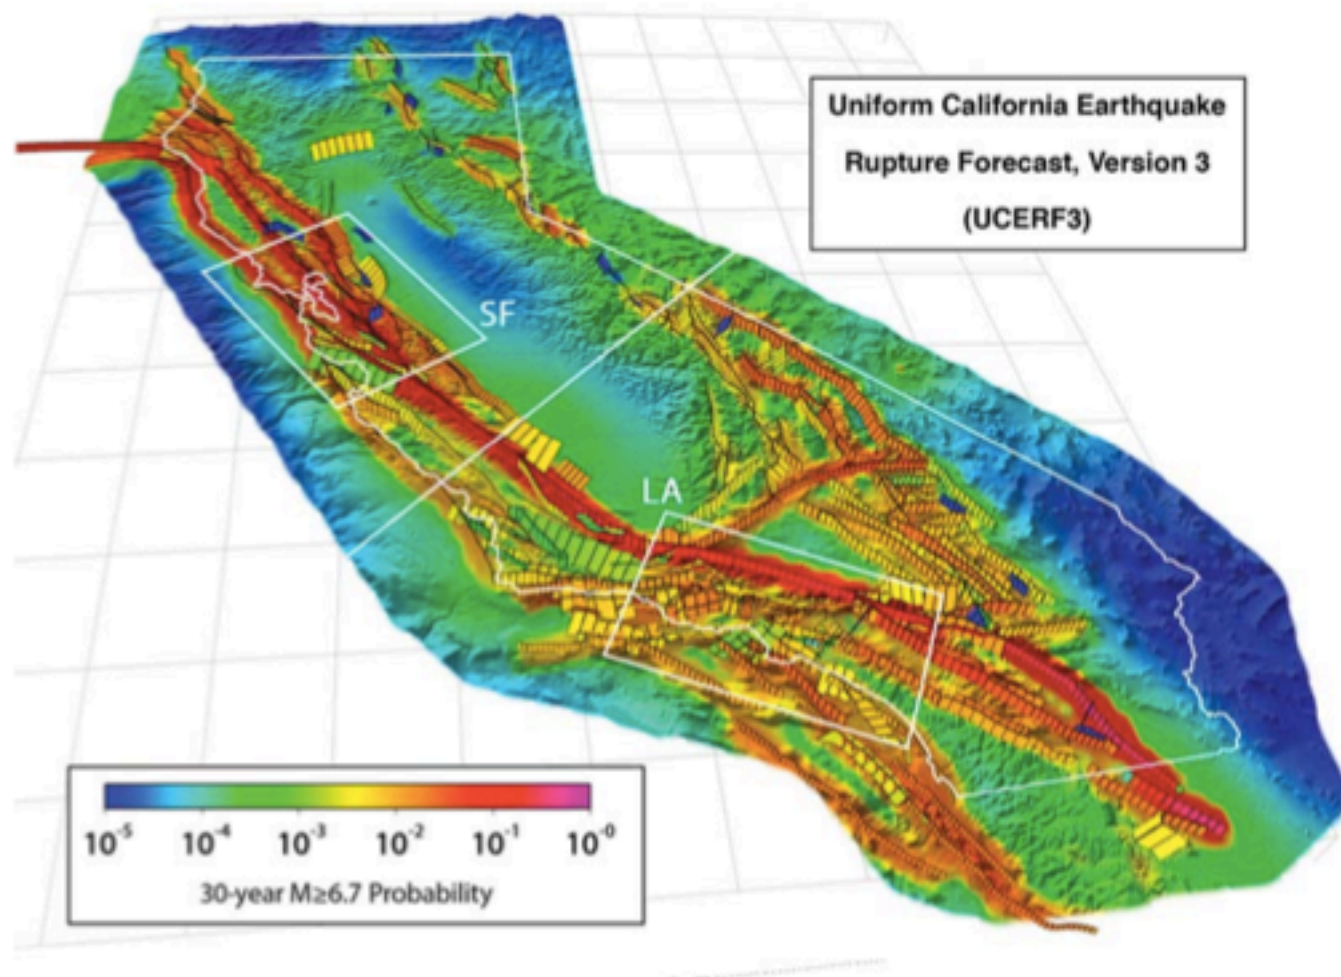 Uniform California Earthquake
Rupture Forecast, Version 3
(UCERF3)
SF
LA
10⁻⁵ 10⁻⁴ 10⁻³ 10⁻² 10⁻¹ 10⁻⁰
30-year M≥6.7 Probability